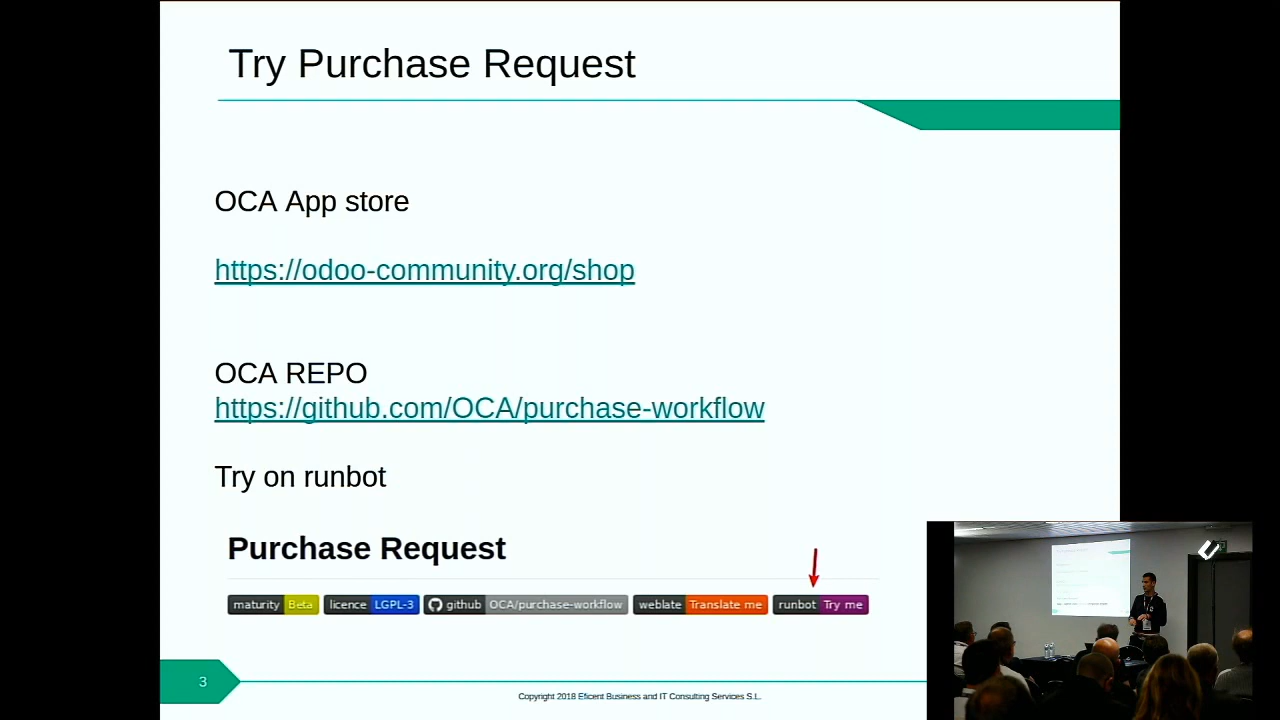 Try Purchase Request
OCA App store
https://odoo-community.org/shop
OCA REPO
https://github.com/OCA/purchase-workflow
Try on runbot
Purchase Request
maturity Beta licence LGPL-3 github OCA/purchase-workflow weblate Translate me runbot Try me
3
Copyright 2018 Eficent Business and IT Consulting Services S.L.